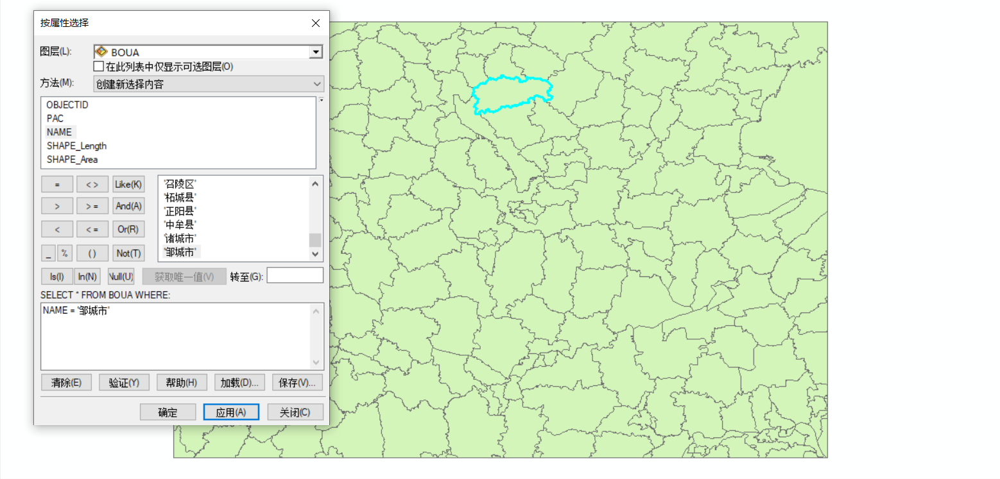 按属性选择
图层(L): BOUA
在此列表中仅显示可选图层(O)
方法(M): 创建新选择内容
OBJECTID
PAC
NAME
SHAPE_Length
SHAPE_Area
= < > Like(K)
> > = And(A)
< < = Or(R)
_ % ( ) Not(T)
'召陵区'
'柘城县'
'正阳县'
'中牟县'
'诸城市'
'邹城市'
Is(I) In(N) Null(U) 获取唯一值(V) 转至(G):
SELECT * FROM BOUA WHERE:
NAME = '邹城市'
清除(E) 验证(Y) 帮助(H) 加载(D)... 保存(V)...
确定 应用(A) 关闭(C)